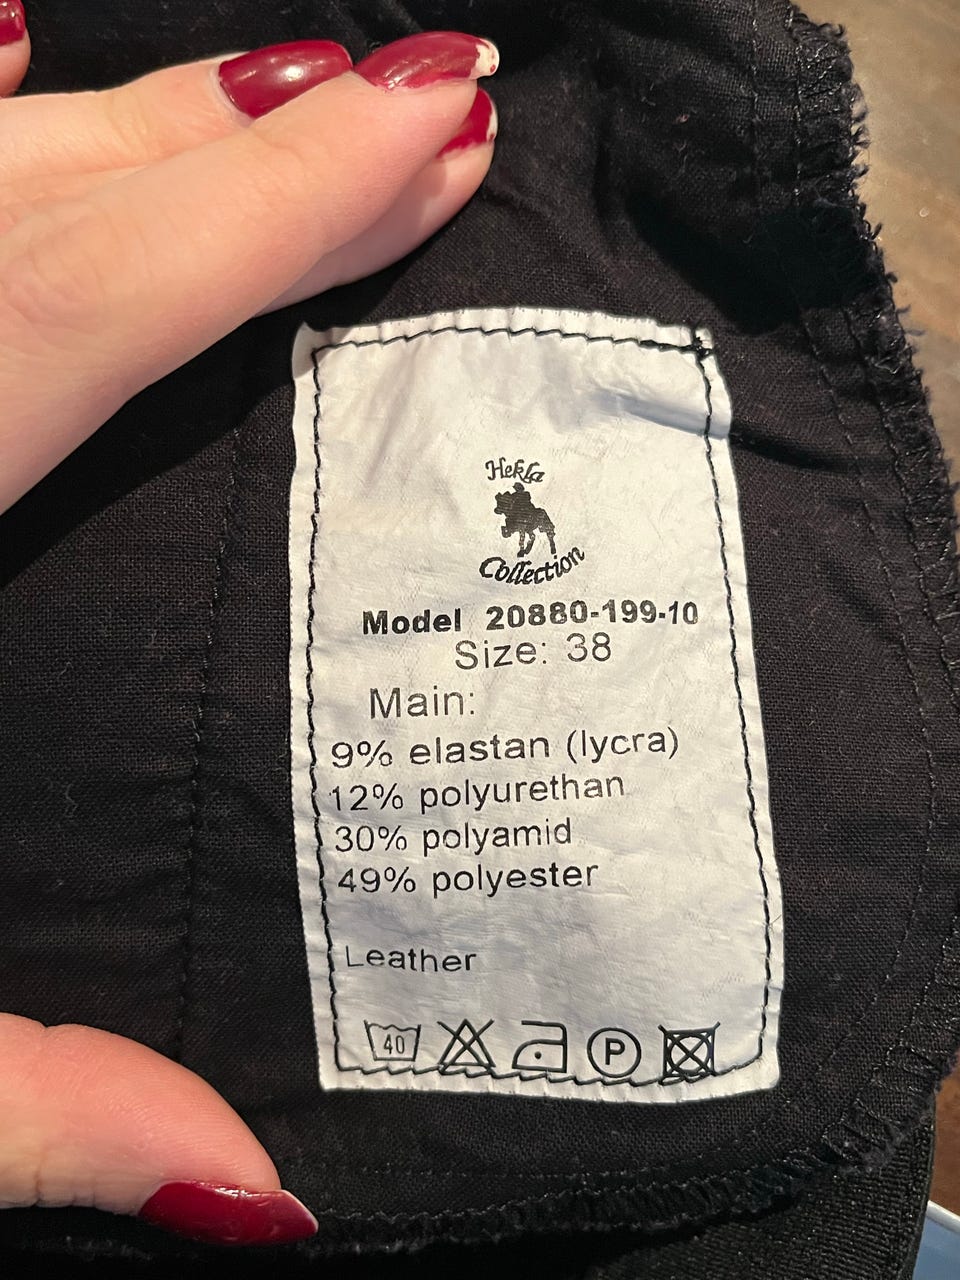 Hekla
Collection
Model 20880-199-10
Size: 38
Main:
9% elastan (lycra)
12% polyurethan
30% polyamid
49% polyester
Leather
40 P